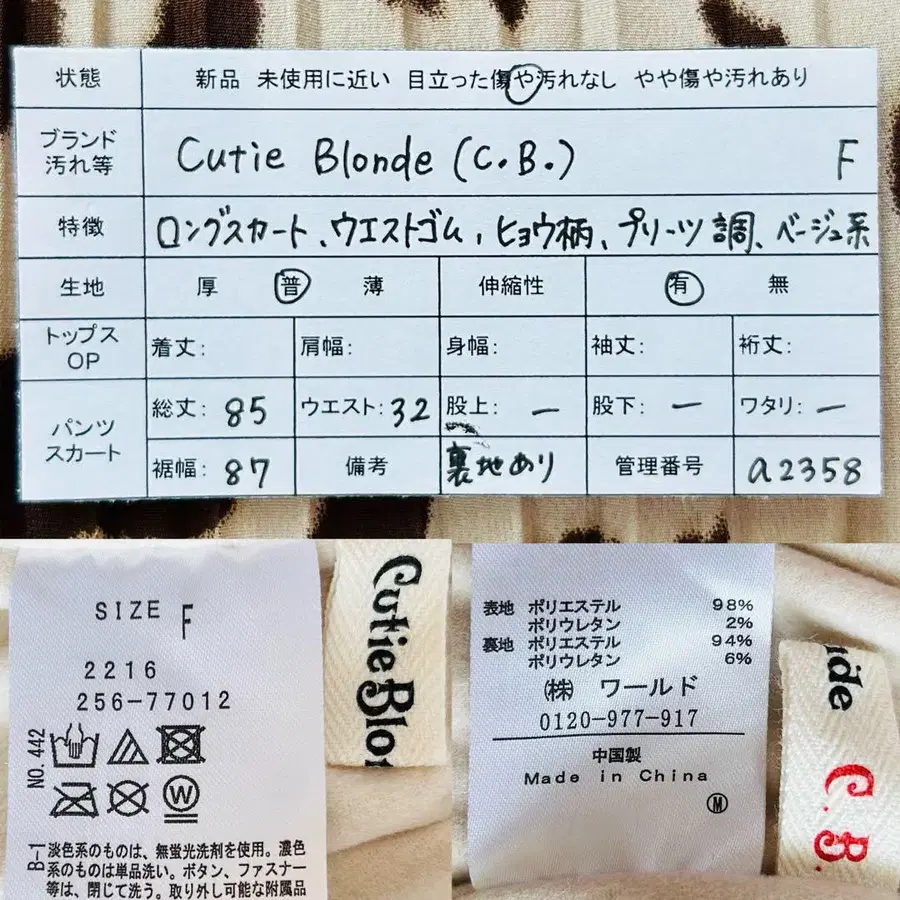 状態 新品 未使用に近い 目立った傷や汚れなし やや傷や汚れあり
ブランド
汚れ等
Cutie Blonde (C.B.) F
特徴 ロングスカート、ウエストゴム、ヒョウ柄、プリーツ調、ベージュ系
生地 厚 普 薄 伸縮性 有 無
トップス
OP
着丈: 肩幅: 身幅: 袖丈: 裄丈:
パンツ
スカート
総丈: 85 ウエスト: 32 股上: ー 股下: ー ワタリ: ー
裾幅: 87 備考 裏地あり 管理番号 a2358
SIZE F
2216
256-77012
NO.442
W
B-1
淡色系のものは、無蛍光洗剤を使用。濃色
系のものは単品洗い。ボタン、ファスナー
等は、閉じて洗う。取り外し可能な附属品
Cutie Blo
表地 ポリエステル 98%
ポリウレタン 2%
裏地 ポリエステル 94%
ポリウレタン 6%
㈱ ワールド
0120-977-917
中国製
Made in China
Ⓜ
nde
C.B.